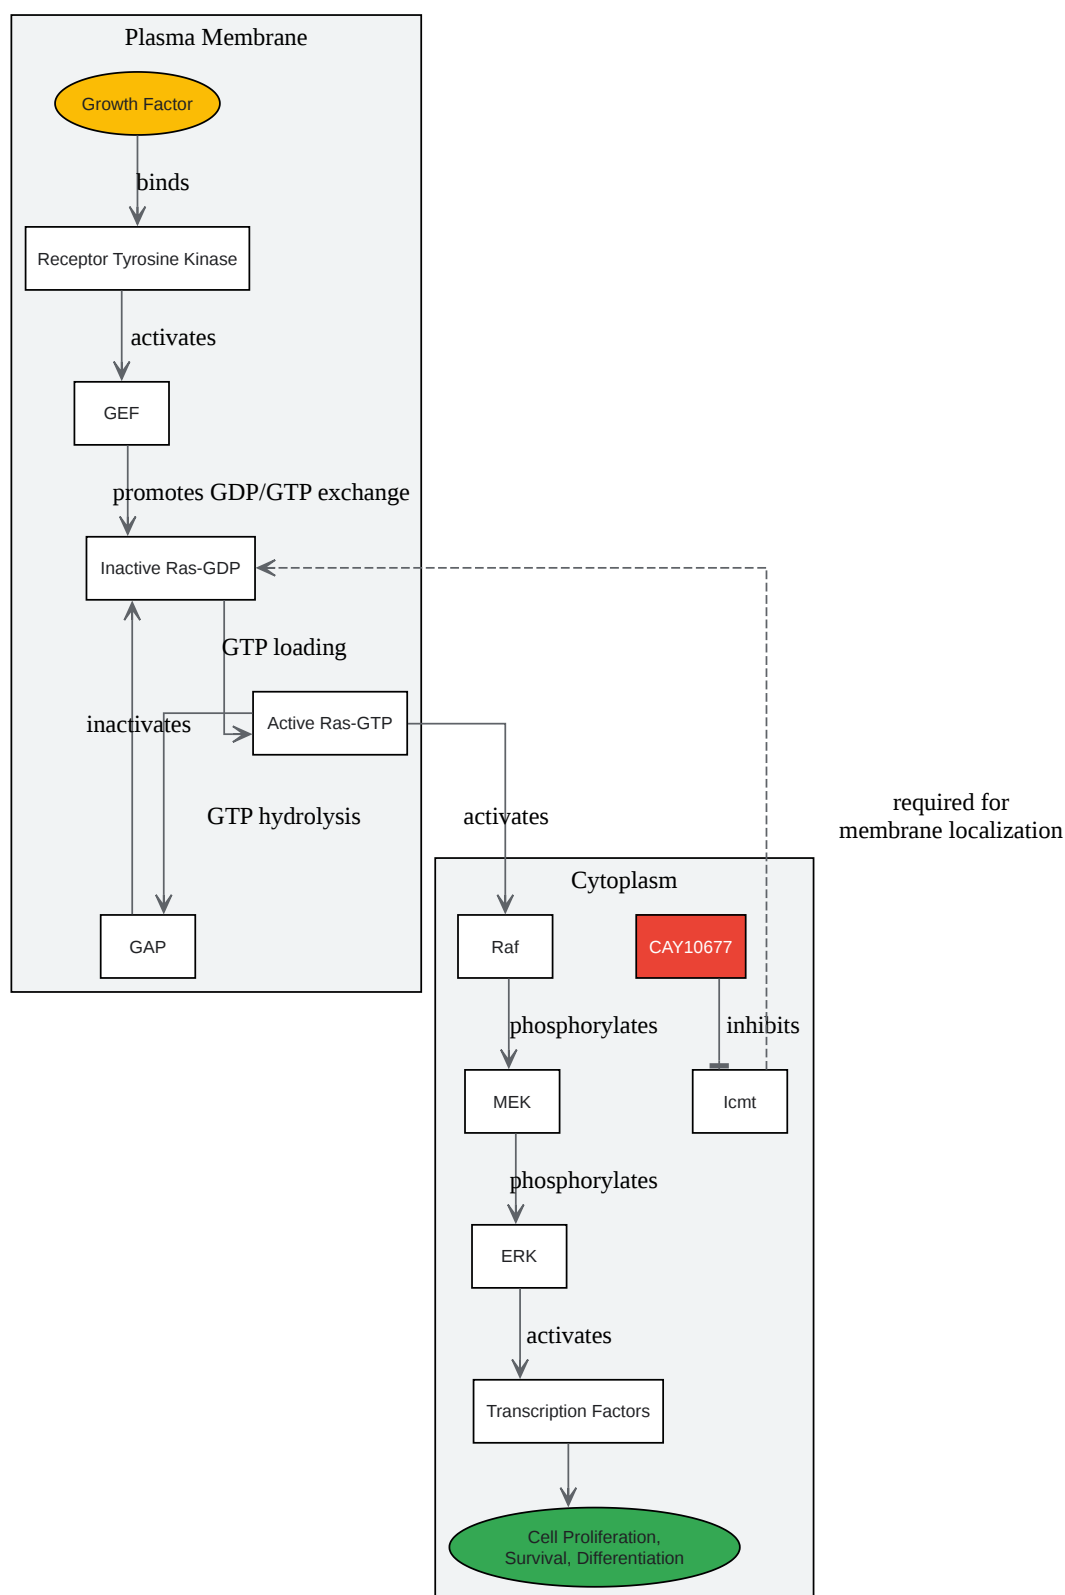 Plasma Membrane
Growth Factor
binds
Receptor Tyrosine Kinase
activates
GEF
promotes GDP/GTP exchange
Inactive Ras-GDP
GTP loading
inactivates
Active Ras-GTP
GTP hydrolysis
activates
required for
membrane localization
GAP
Cytoplasm
Raf
CAY10677
phosphorylates
inhibits
MEK
Icmt
phosphorylates
ERK
activates
Transcription Factors
Cell Proliferation,
Survival, Differentiation